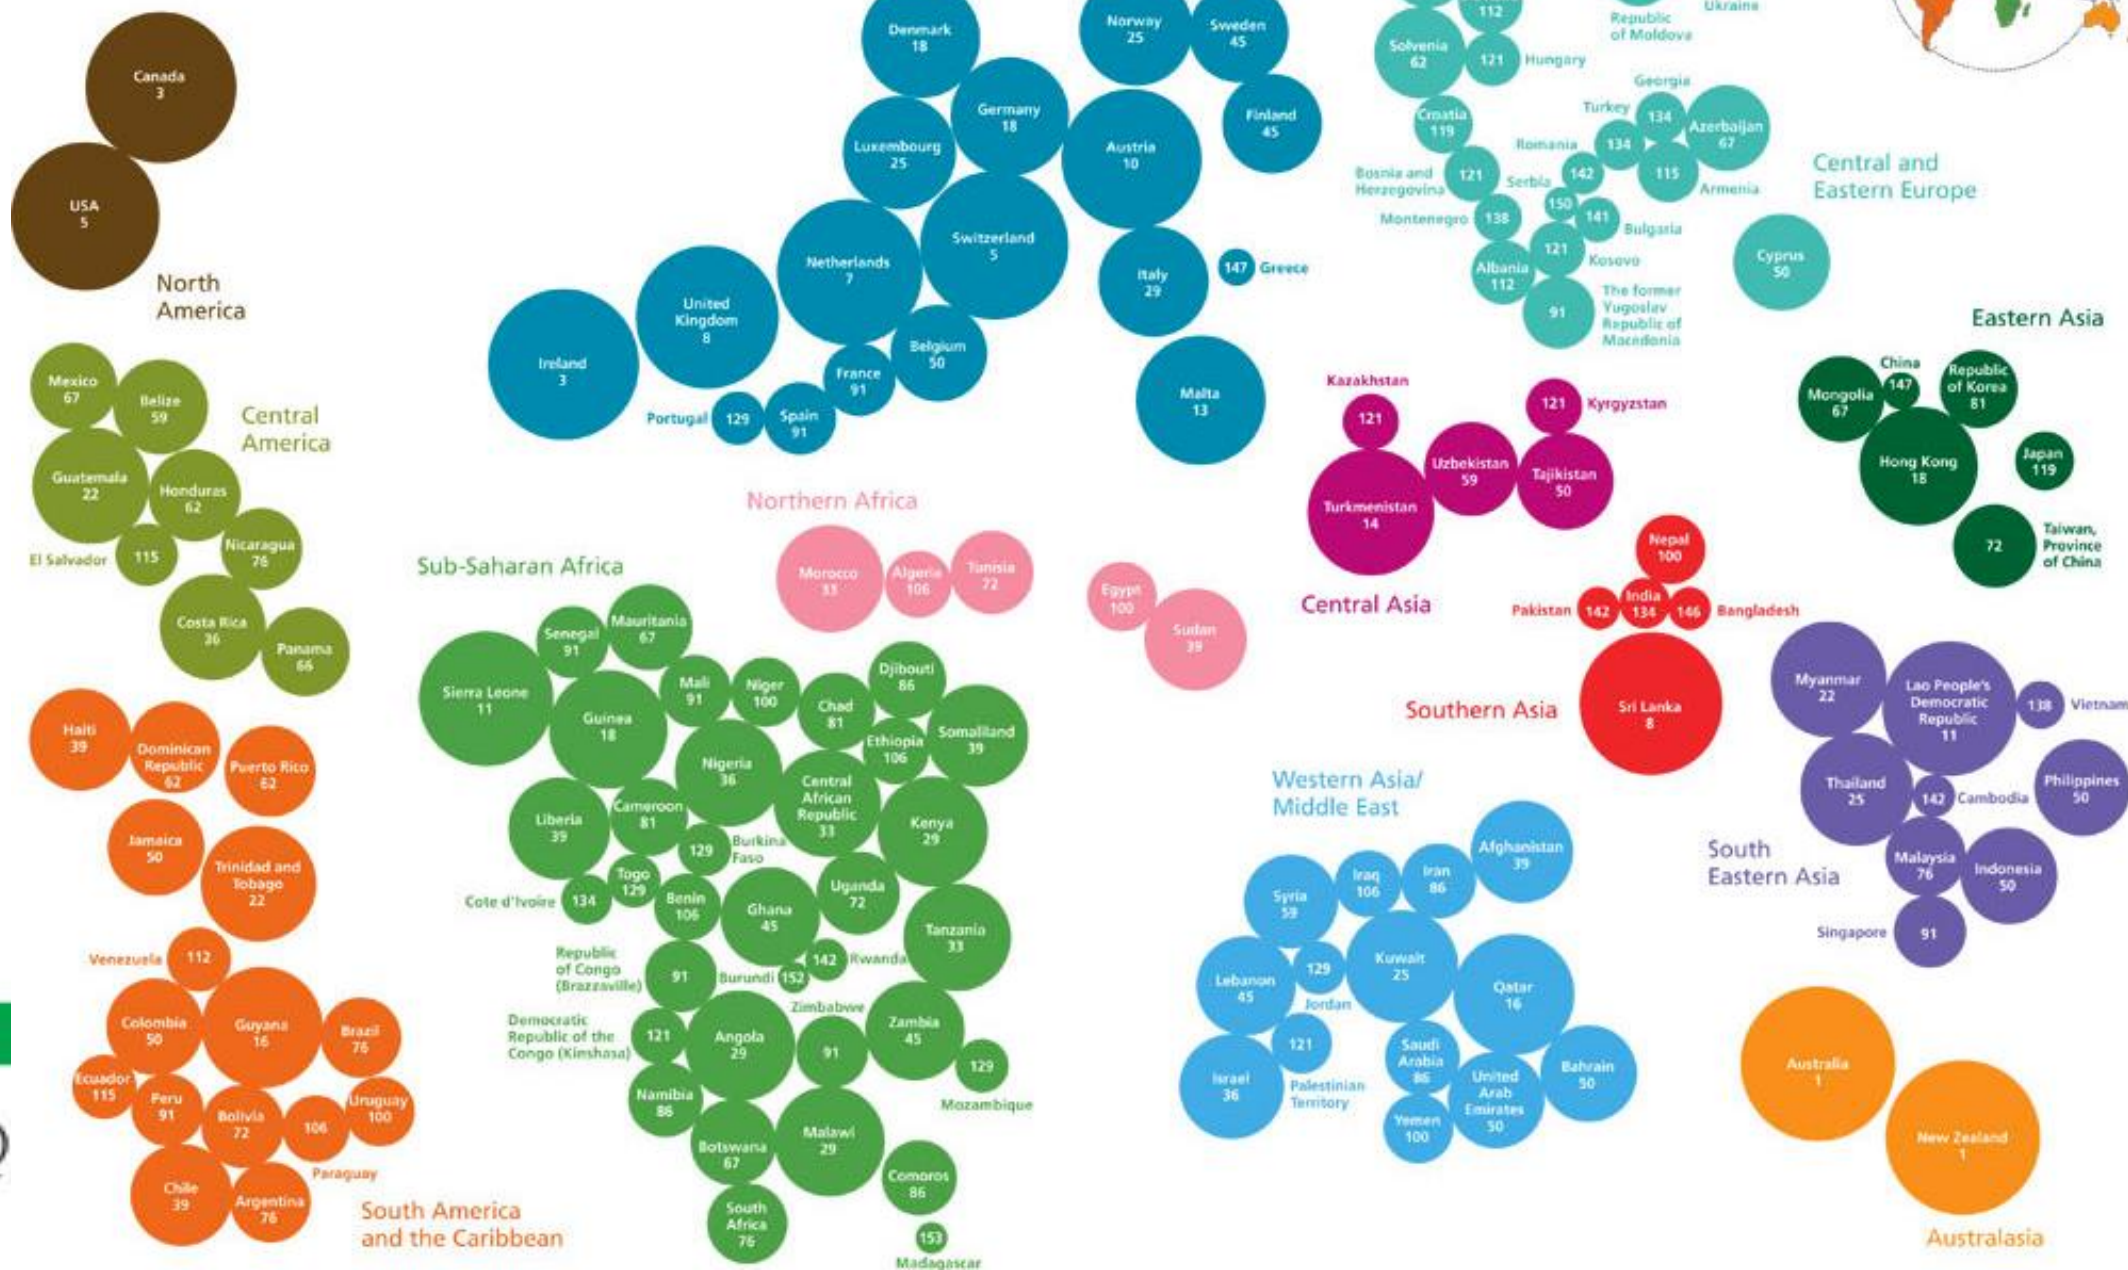 Canada
3
USA
5
North
America
Mexico
67
Belize
59
Central
America
Guatemala
22
Honduras
62
El Salvador
115
Nicaragua
76
Costa Rica
36
Panama
66
Haiti
39
Dominican
Republic
62
Puerto Rico
62
Jamaica
50
Trinidad and
Tobago
22
Venezuela
112
Colombia
50
Guyana
16
Brazil
76
Ecuador
115
Peru
91
Bolivia
72
106
Paraguay
Uruguay
100
Chile
39
Argentina
76
South America
and the Caribbean
Denmark
18
Norway
25
Sweden
45
Germany
18
Finland
45
Luxembourg
25
Austria
10
Switzerland
5
Netherlands
7
Italy
29
147 Greece
United
Kingdom
8
Belgium
50
Ireland
3
France
91
Portugal 129
Spain
91
Malta
13
Northern Africa
Morocco
33
Algeria
106
Tunisia
72
Egypt
100
Sudan
39
Sub-Saharan Africa
Senegal
91
Mauritania
67
Sierra Leone
11
Guinea
18
Mali
91
Niger
100
Chad
81
Djibouti
86
Ethiopia
106
Somaliland
39
Nigeria
36
Central
African
Republic
33
Liberia
39
Cameroon
81
129
Burkina
Faso
Kenya
29
Togo
129
Cote d'Ivoire 134
Benin
106
Ghana
45
Uganda
72
Tanzania
33
Republic
of Congo
(Brazzaville)
91
Burundi 152
142 Rwanda
Democratic
Republic of the
Congo (Kinshasa)
121
Angola
29
Zimbabwe
91
Zambia
45
129
Mozambique
Namibia
86
Botswana
67
Malawi
29
Comoros
86
South
Africa
76
153
Madagascar
112
Republic
of Moldova
Ukraine
Solvenia
62
121 Hungary
Croatia
119
Georgia
134
Turkey
134
Azerbaijan
67
Romania
142
115
Armenia
Bosnia and
Herzegovina
121
Serbia
150
Montenegro 138
141
Bulgaria
121
Kosovo
Albania
112
91
The former
Yugoslav
Republic of
Macedonia
Central and
Eastern Europe
Cyprus
50
Kazakhstan
121
121 Kyrgyzstan
Uzbekistan
59
Tajikistan
50
Turkmenistan
14
Central Asia
Eastern Asia
Mongolia
67
China
147
Republic
of Korea
81
Hong Kong
18
Japan
119
72
Taiwan,
Province
of China
Nepal
100
Pakistan 142
India
134
146 Bangladesh
Southern Asia
Sri Lanka
8
Myanmar
22
Lao People's
Democratic
Republic
11
138 Vietnam
Thailand
25
142 Cambodia
Philippines
50
South
Eastern Asia
Malaysia
76
Indonesia
50
Singapore 91
Western Asia/
Middle East
Syria
59
Iraq
106
Iran
86
Afghanistan
39
Lebanon
45
129
Jordan
Kuwait
25
Qatar
16
Israel
36
121
Palestinian
Territory
Saudi
Arabia
86
United
Arab
Emirates
50
Bahrain
50
Yemen
100
Australia
1
New Zealand
1
Australasia